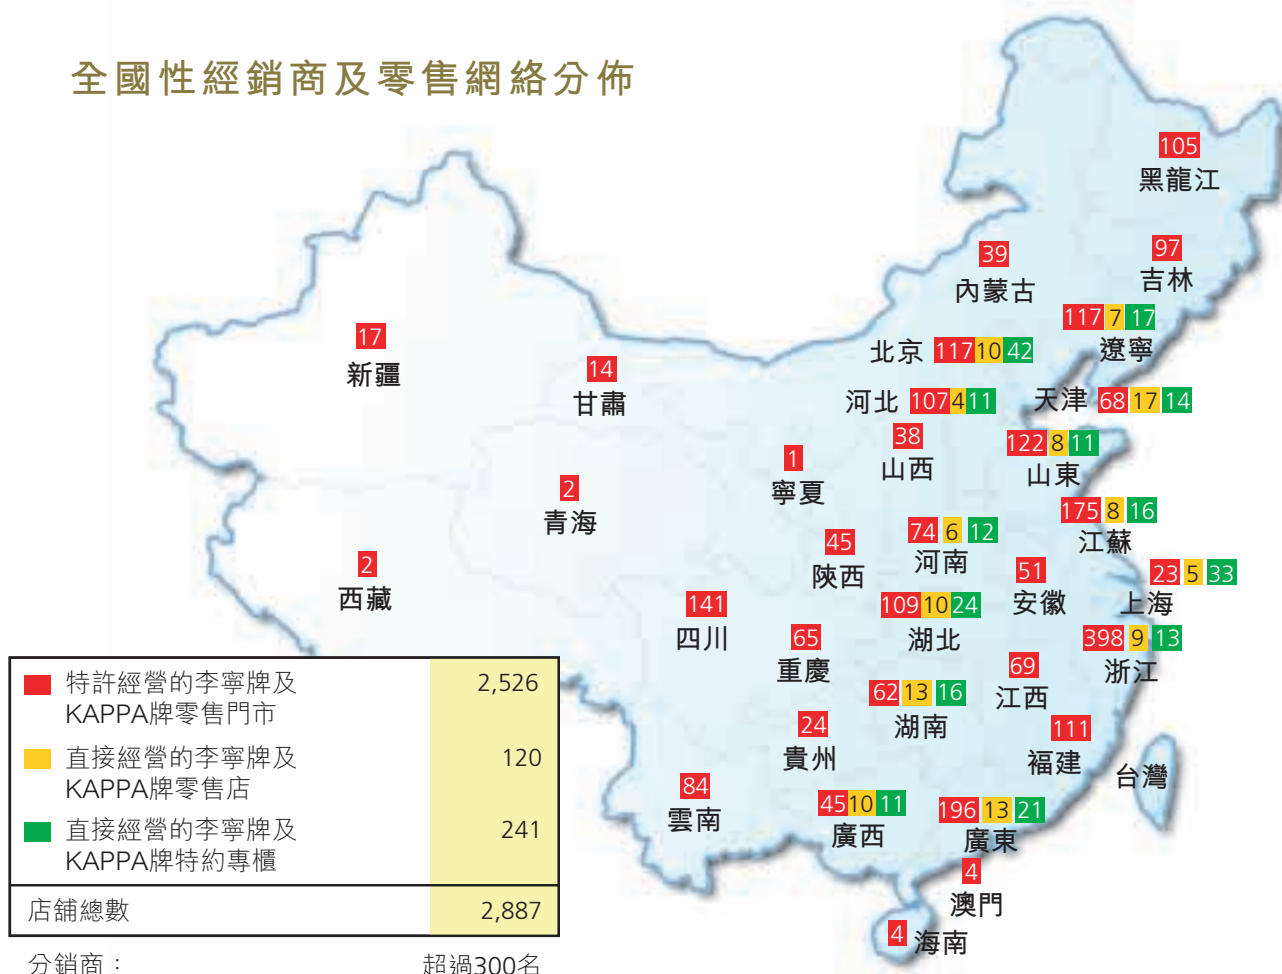 全國性經銷商及零售網絡分佈
105
黑龍江
39
內蒙古
97
吉林
117 7 17
遼寧
17
新疆
14
甘肅
北京 117 10 42
河北 107 4 11
天津 68 17 14
38
山西
122 8 11
山東
1
寧夏
2
青海
175 8 16
江蘇
74 6 12
河南
45
陝西
51
安徽
23 5 33
上海
2
西藏
141
四川
109 10 24
湖北
65
重慶
398 9 13
浙江
69
江西
62 13 16
湖南
24
貴州
111
福建
台灣
84
雲南
45 10 11
廣西
196 13 21
廣東
4
澳門
4 海南
特許經營的李寧牌及 2,526
KAPPA牌零售門市
直接經營的李寧牌及 120
KAPPA牌零售店
直接經營的李寧牌及 241
KAPPA牌特約專櫃
店舖總數 2,887
分銷商： 超過300名